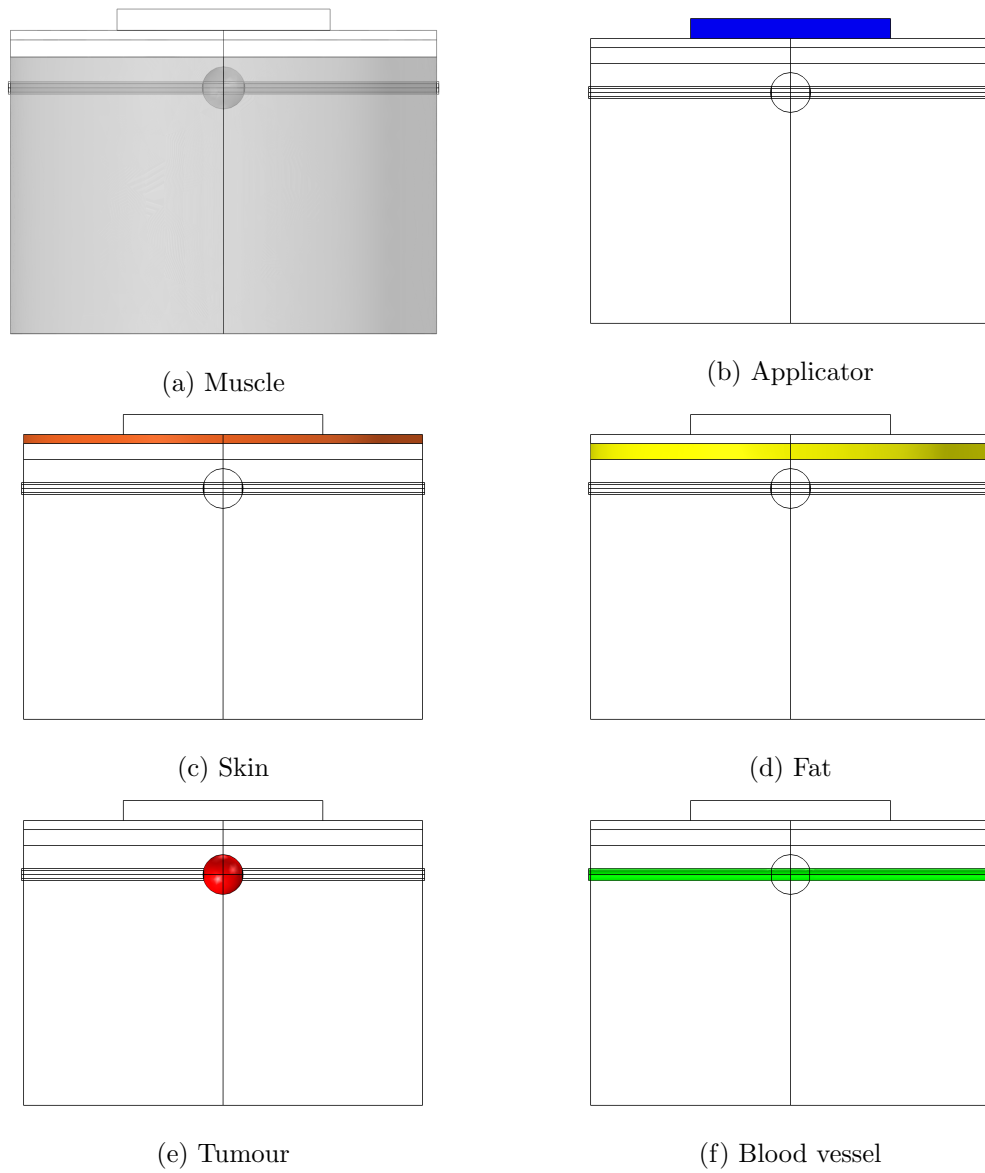 (a) Muscle
(b) Applicator
(c) Skin
(d) Fat
(e) Tumour
(f) Blood vessel